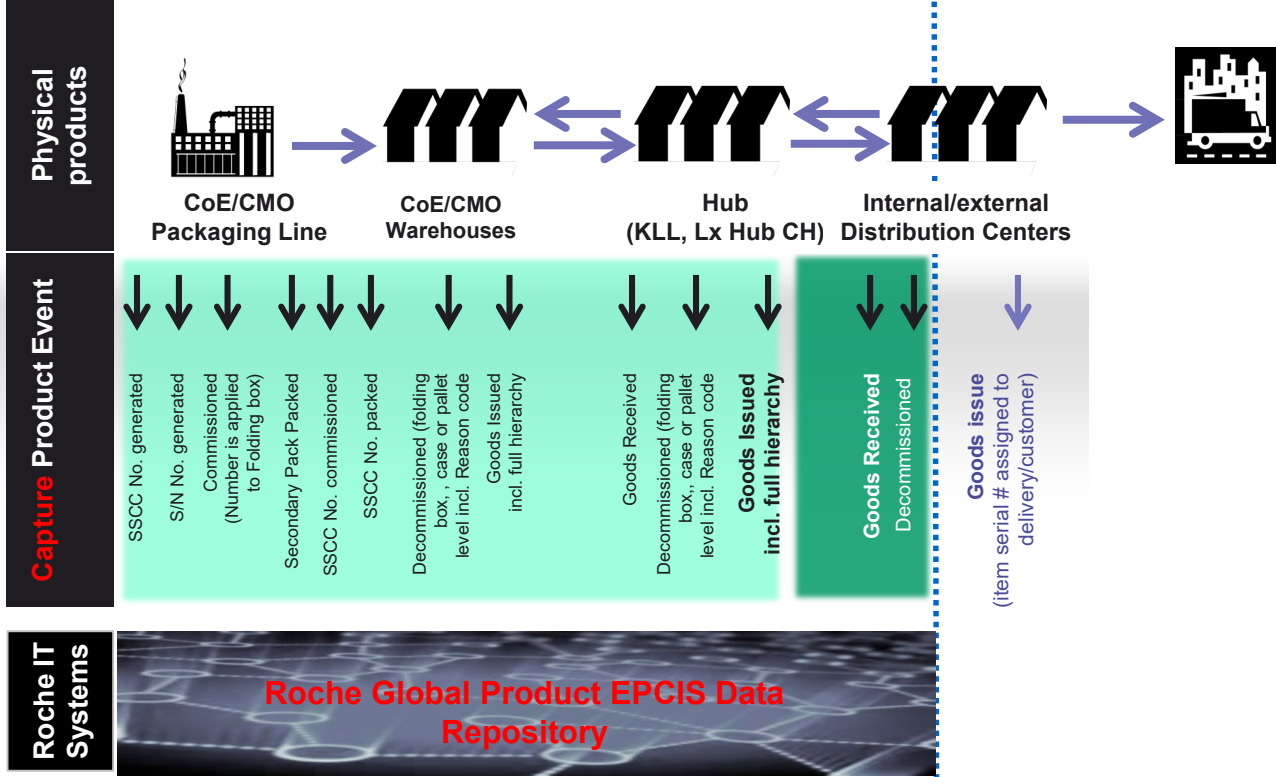 Physical
products
CoE/CMO
Packaging Line
CoE/CMO
Warehouses
Hub
(KLL, Lx Hub CH)
Internal/external
Distribution Centers
Capture Product Event
SSCC No. generated
S/N No. generated
Commissioned
(Number is applied
to Folding box)
Secondary Pack Packed
SSCC No. commissioned
SSCC No. packed
Decommissioned (folding
box,, case or pallet
level incl. Reason code
Goods Issued
incl. full hierarchy
Goods Received
Decommissioned (folding
box,, case or pallet
level incl. Reason code
Goods Issued
incl. full hierarchy
Goods Received
Decommissioned
Goods issue
(item serial # assigned to
delivery/customer)
Roche IT
Systems
Roche Global Product EPCIS Data
Repository